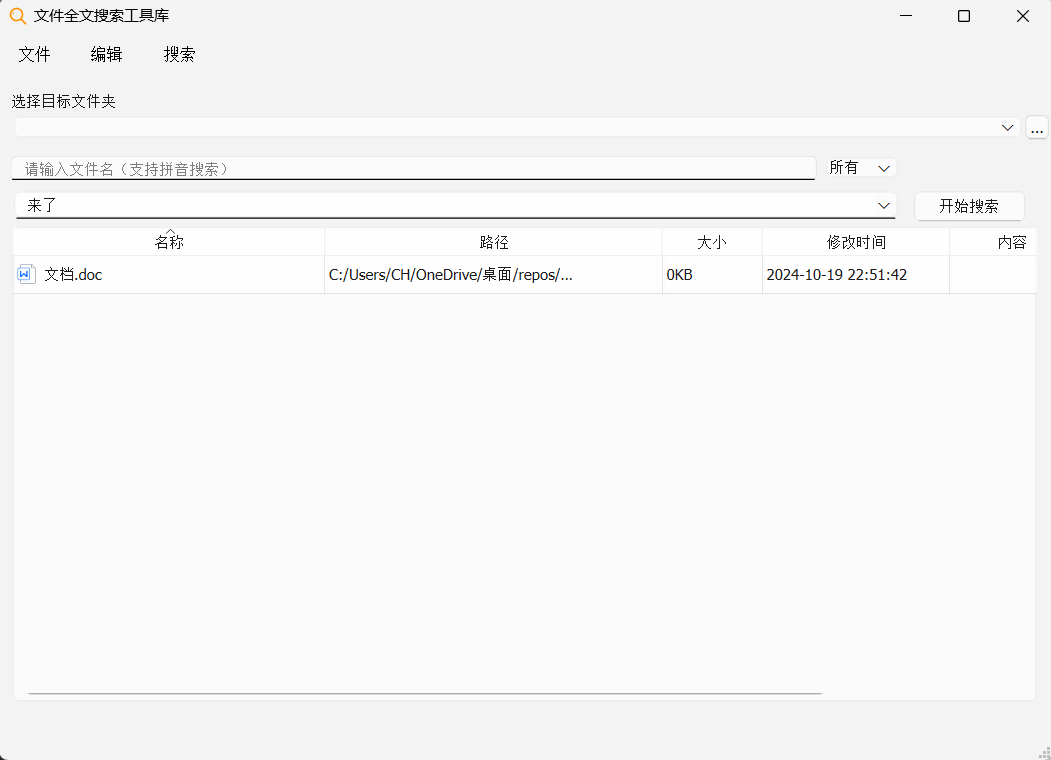 文件全文搜索工具库
文件 编辑 搜索
选择目标文件夹
...
请输入文件名（支持拼音搜索） 所有
来了 开始搜索
名称 路径 大小 修改时间 内容
文档.doc C:/Users/CH/OneDrive/桌面/repos/... 0KB 2024-10-19 22:51:42